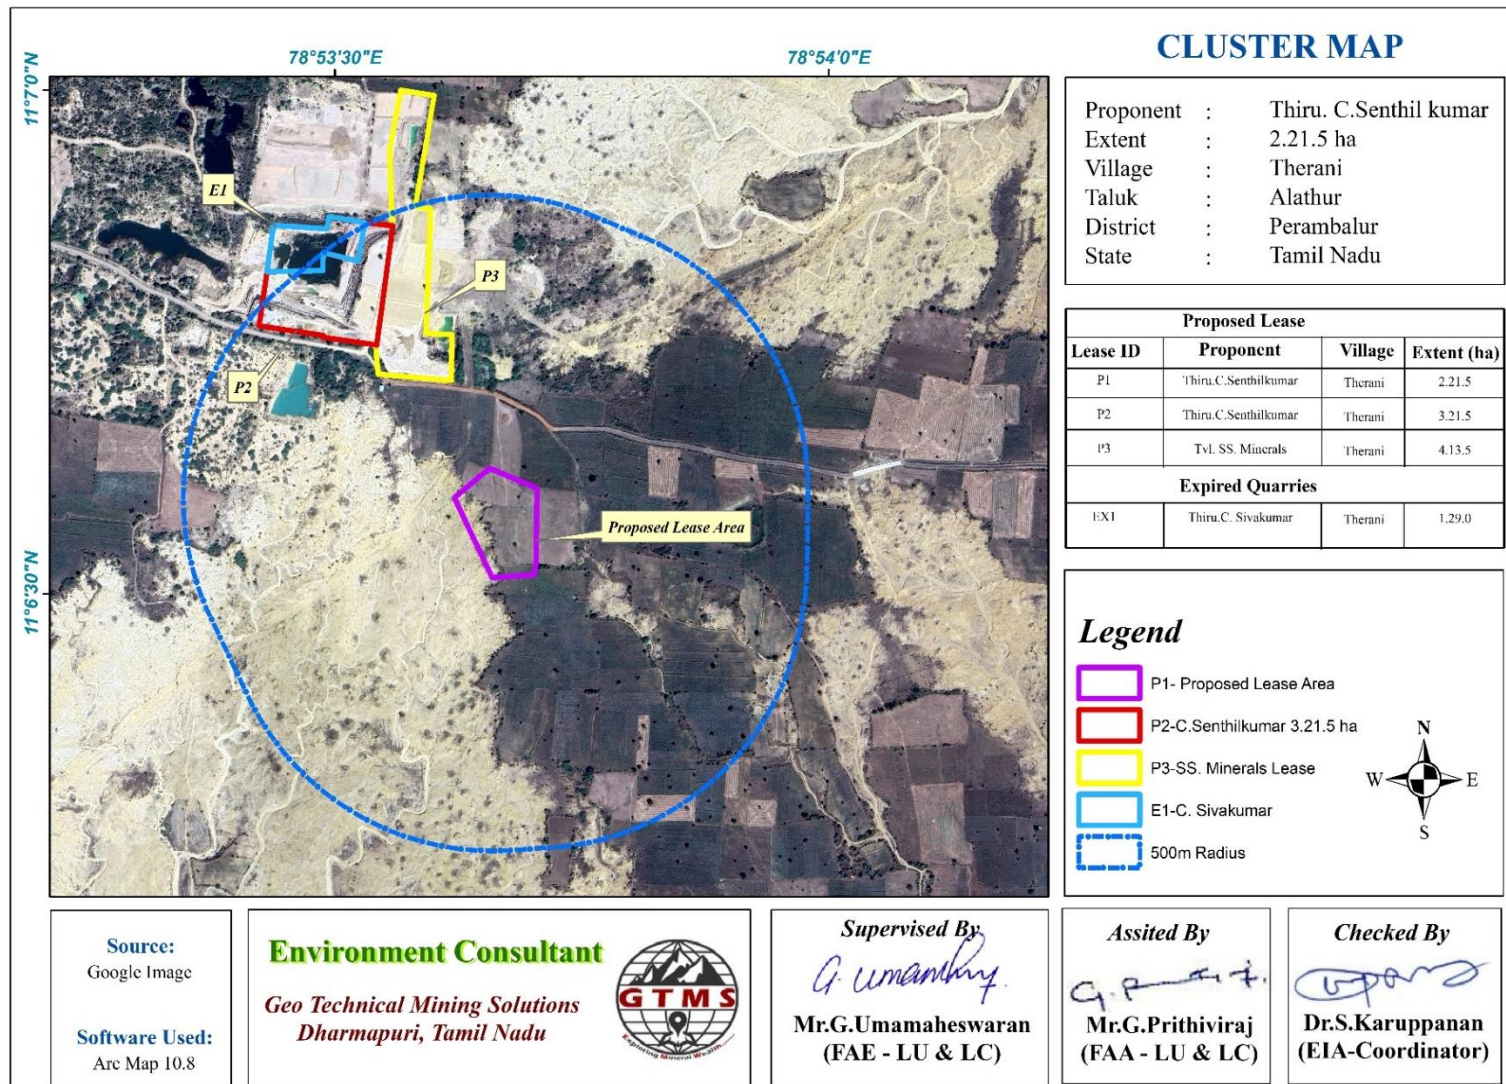 CLUSTER MAP
78°53'30"E
78°54'0"E
11°7'0"N
11°6'30"N
E1
P3
P2
Proposed Lease Area
Proponent : Thiru. C.Senthil kumar
Extent : 2.21.5 ha
Village : Therani
Taluk : Alathur
District : Perambalur
State : Tamil Nadu
Proposed Lease
Lease ID Proponent Village Extent (ha)
P1 Thiru.C.Senthilkumar Therani 2.21.5
P2 Thiru.C.Senthilkumar Therani 3.21.5
P3 Tvl. SS. Minerals Therani 4.13.5
Expired Quarries
EX1 Thiru.C. Sivakumar Therani 1.29.0
Legend
P1- Proposed Lease Area
P2-C.Senthilkumar 3.21.5 ha
P3-SS. Minerals Lease
E1-C. Sivakumar
500m Radius
N
W E
S
Source:
Google Image
Software Used:
Arc Map 10.8
Environment Consultant
Geo Technical Mining Solutions
Dharmapuri, Tamil Nadu
GTMS
Exploring Mineral Wealth......
Supervised By
G. Umamhny.
Mr.G.Umamaheswaran
(FAE - LU & LC)
Assited By
Mr.G.Prithiviraj
(FAA - LU & LC)
Checked By
Dr.S.Karuppanan
(EIA-Coordinator)